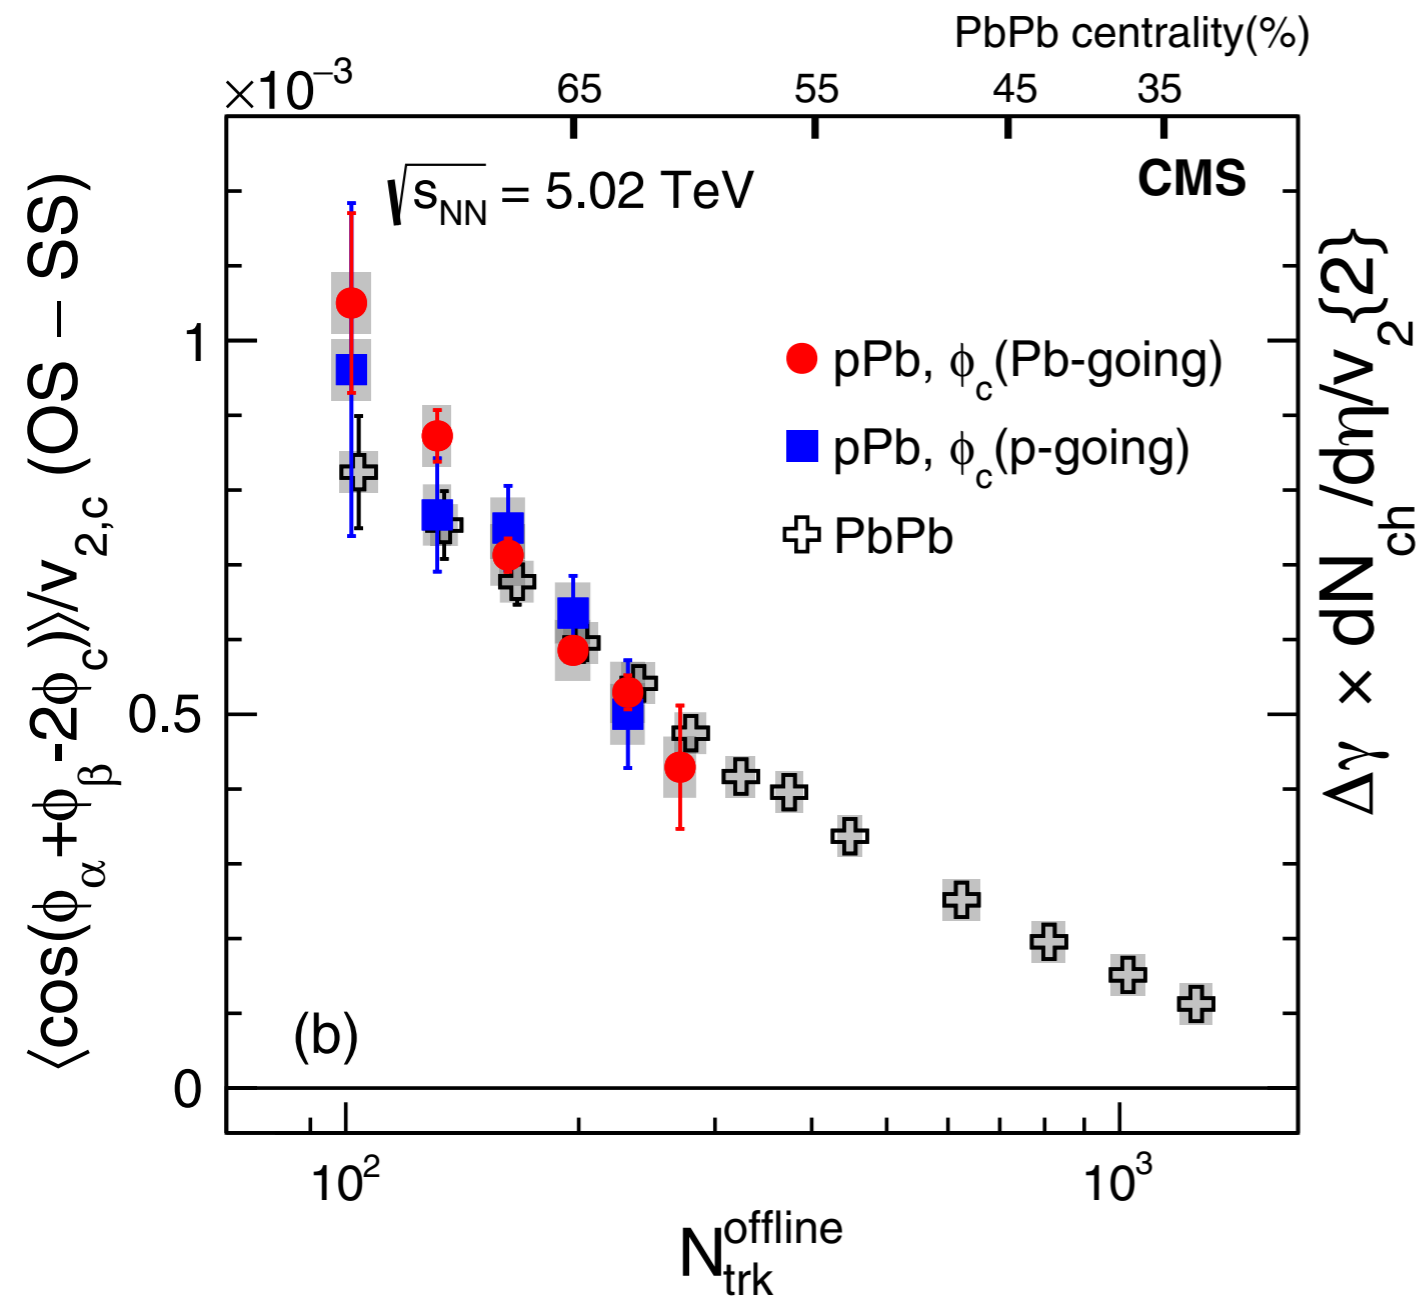 PbPb centrality(%)
×10⁻³
65 55 45 35
√s_NN = 5.02 TeV
CMS
⟨cos(ϕ_α+ϕ_β-2ϕ_c)⟩/v_2,c (OS − SS)
Δγ × dN_ch/dη/v_2{2}
1
0.5
0
pPb, ϕ_c(Pb-going)
pPb, ϕ_c(p-going)
PbPb
(b)
10² 10³
N_trk^offline